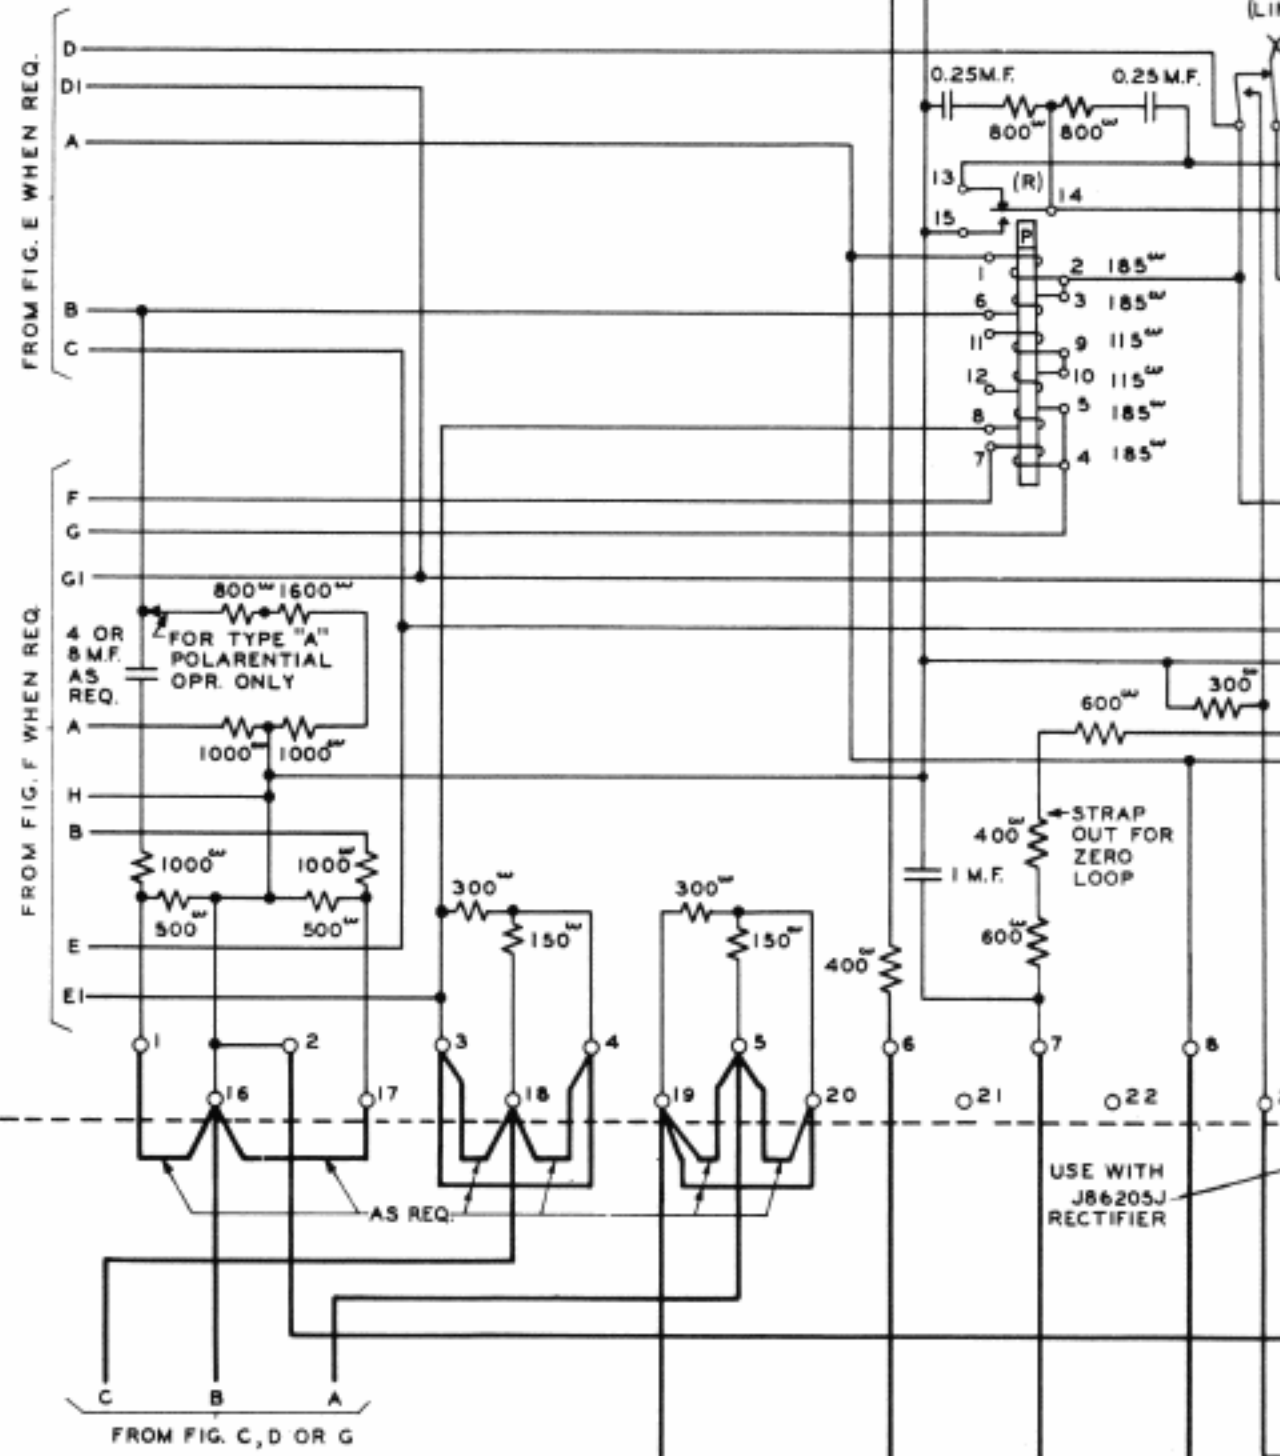 (LI
D
D1
A
B
C
FROM FIG. E WHEN REQ.
0.25M.F.
0.25M.F.
800ω
800ω
13
(R)
14
15
P
1
2
185ω
6
3
185ω
11
9
115ω
12
10
115ω
8
5
185ω
7
4
185ω
F
G
G1
800ω
1600ω
4 OR
8 M.F.
AS
REQ.
FOR TYPE "A"
POLARENTIAL
OPR. ONLY
A
1000ω
1000ω
H
B
1000ω
1000ω
500ω
500ω
E
E1
FROM FIG. F WHEN REQ.
300ω
150ω
300ω
150ω
400ω
1 M.F.
600ω
300ω
400ω
STRAP
OUT FOR
ZERO
LOOP
600ω
1
2
3
4
5
6
7
8
16
17
18
19
20
21
22
AS REQ.
USE WITH
J86205J
RECTIFIER
C
B
A
FROM FIG. C, D OR G